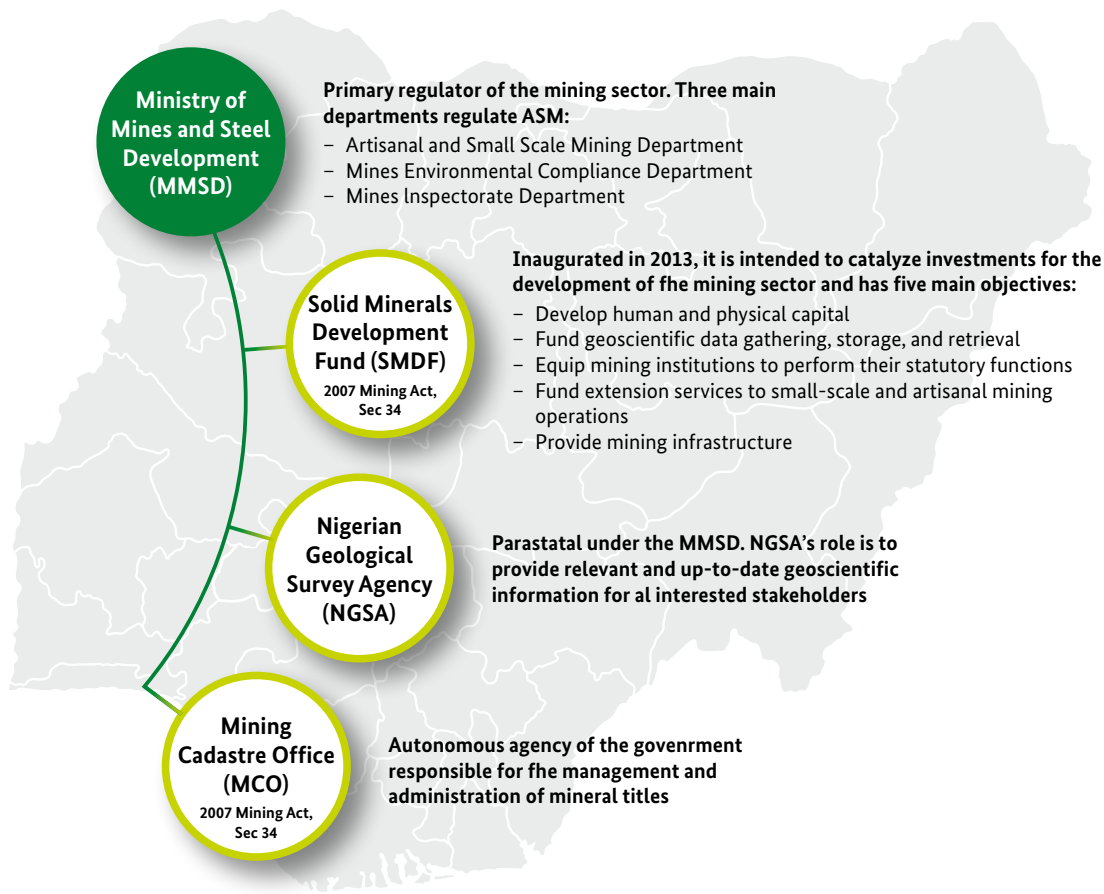 Ministry of
Mines and Steel
Development
(MMSD)
Primary regulator of the mining sector. Three main
departments regulate ASM:
– Artisanal and Small Scale Mining Department
– Mines Environmental Compliance Department
– Mines Inspectorate Department
Solid Minerals
Development
Fund (SMDF)
2007 Mining Act,
Sec 34
Inaugurated in 2013, it is intended to catalyze investments for the
development of fhe mining sector and has five main objectives:
– Develop human and physical capital
– Fund geoscientific data gathering, storage, and retrieval
– Equip mining institutions to perform their statutory functions
– Fund extension services to small-scale and artisanal mining
operations
– Provide mining infrastructure
Nigerian
Geological
Survey Agency
(NGSA)
Parastatal under the MMSD. NGSA’s role is to
provide relevant and up-to-date geoscientific
information for al interested stakeholders
Mining
Cadastre Office
(MCO)
2007 Mining Act,
Sec 34
Autonomous agency of the govenrment
responsible for fhe management and
administration of mineral titles